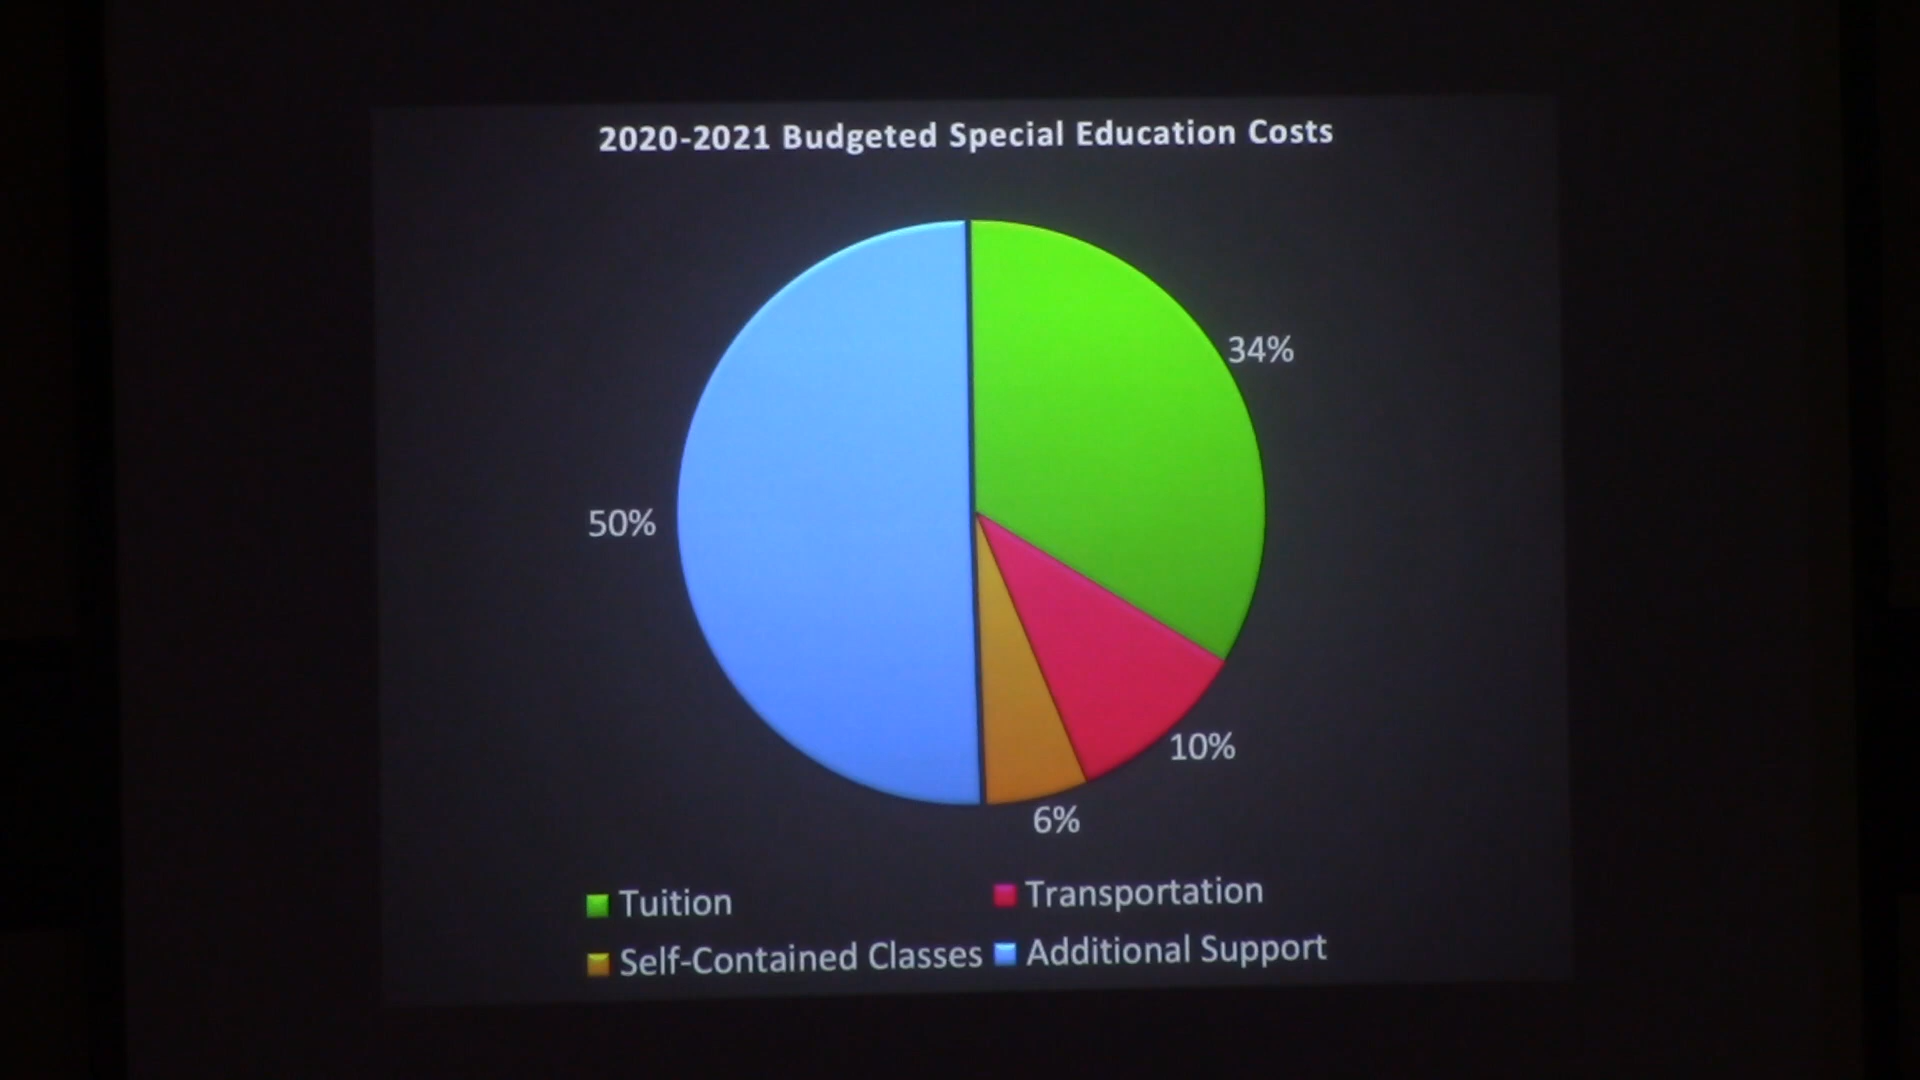 2020-2021 Budgeted Special Education Costs
34%
50%
10%
6%
Tuition
Transportation
Self-Contained Classes
Additional Support